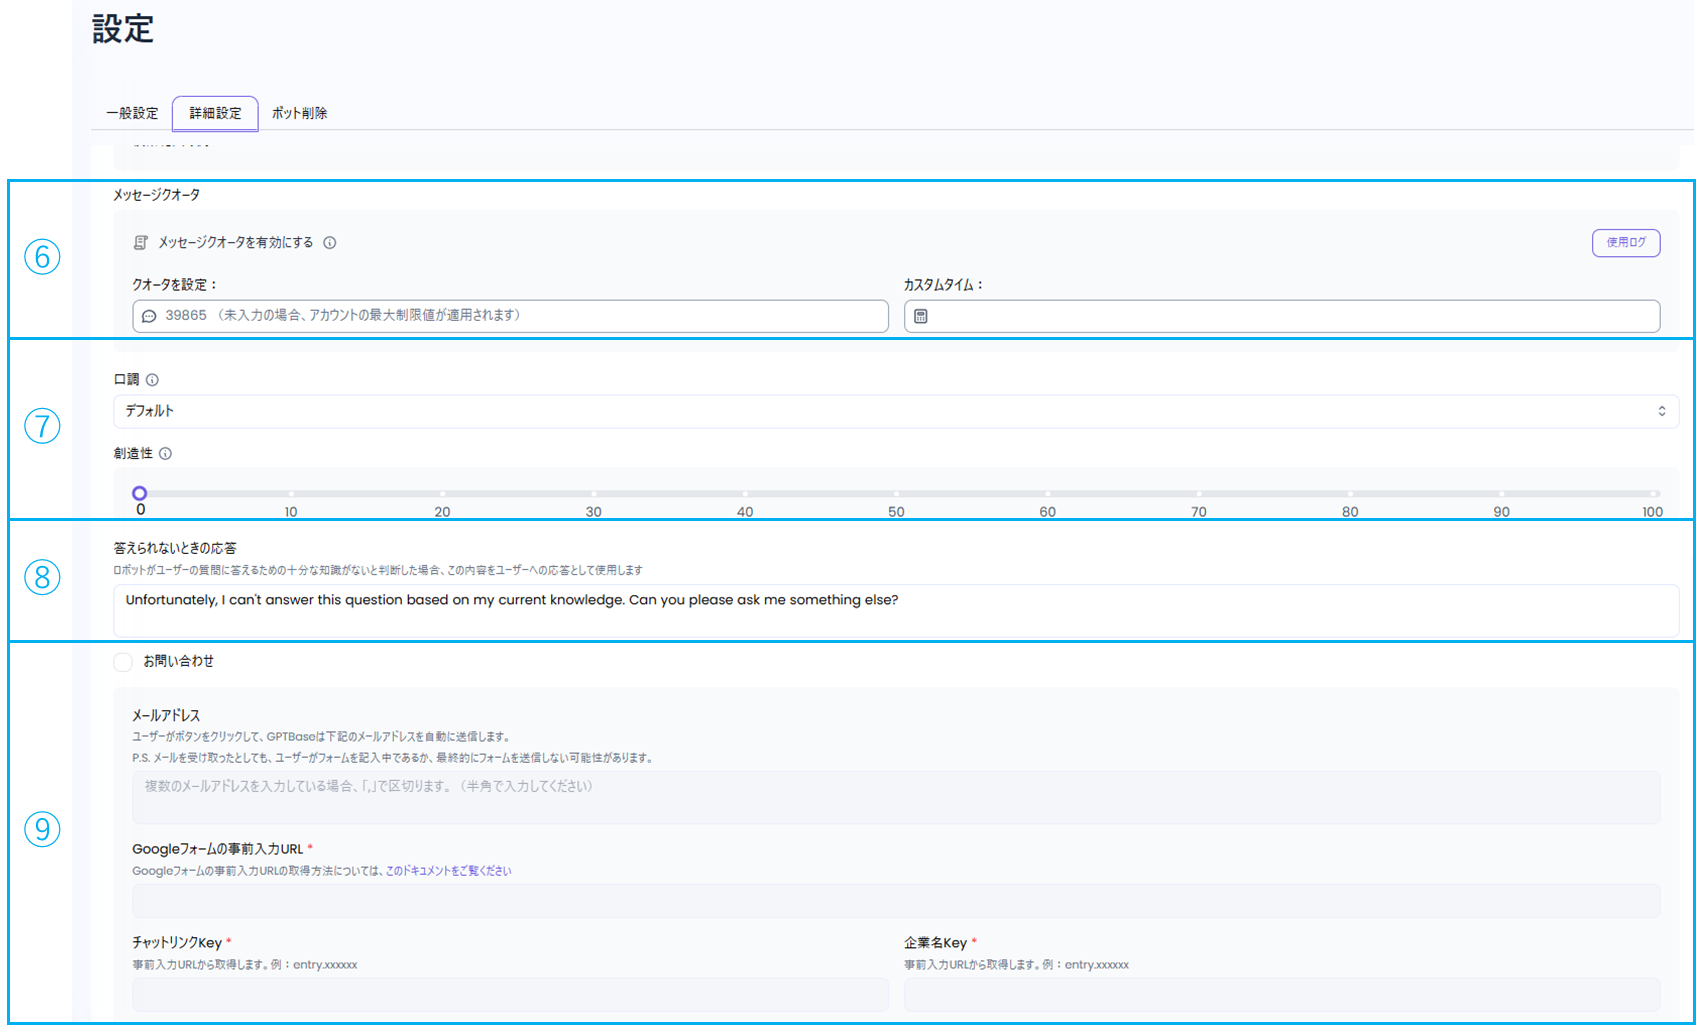 設定
一般設定 詳細設定 ボット削除
⑥
メッセージクオータ
メッセージクオータを有効にする
使用ログ
クオータを設定： カスタムタイム：
39865 （未入力の場合、アカウントの最大制限値が適用されます）
⑦
口調
デフォルト
創造性
0 10 20 30 40 50 60 70 80 90 100
⑧
答えられないときの応答
ロボットがユーザーの質問に答えるための十分な知識がないと判断した場合、この内容をユーザーへの応答として使用します
Unfortunately, I can't answer this question based on my current knowledge. Can you please ask me something else?
⑨
お問い合わせ
メールアドレス
ユーザーがボタンをクリックして、GPTBaseは下記のメールアドレスを自動に送信します。
P.S. メールを受け取ったとしても、ユーザーがフォームを記入中であるか、最終的にフォームを送信しない可能性があります。
複数のメールアドレスを入力している場合、「,」で区切ります。（半角で入力してください）
Googleフォームの事前入力URL *
Googleフォームの事前入力URLの取得方法については、このドキュメントをご覧ください
チャットリンクKey * 企業名Key *
事前入力URLから取得します。例：entry.xxxxxx 事前入力URLから取得します。例：entry.xxxxxx